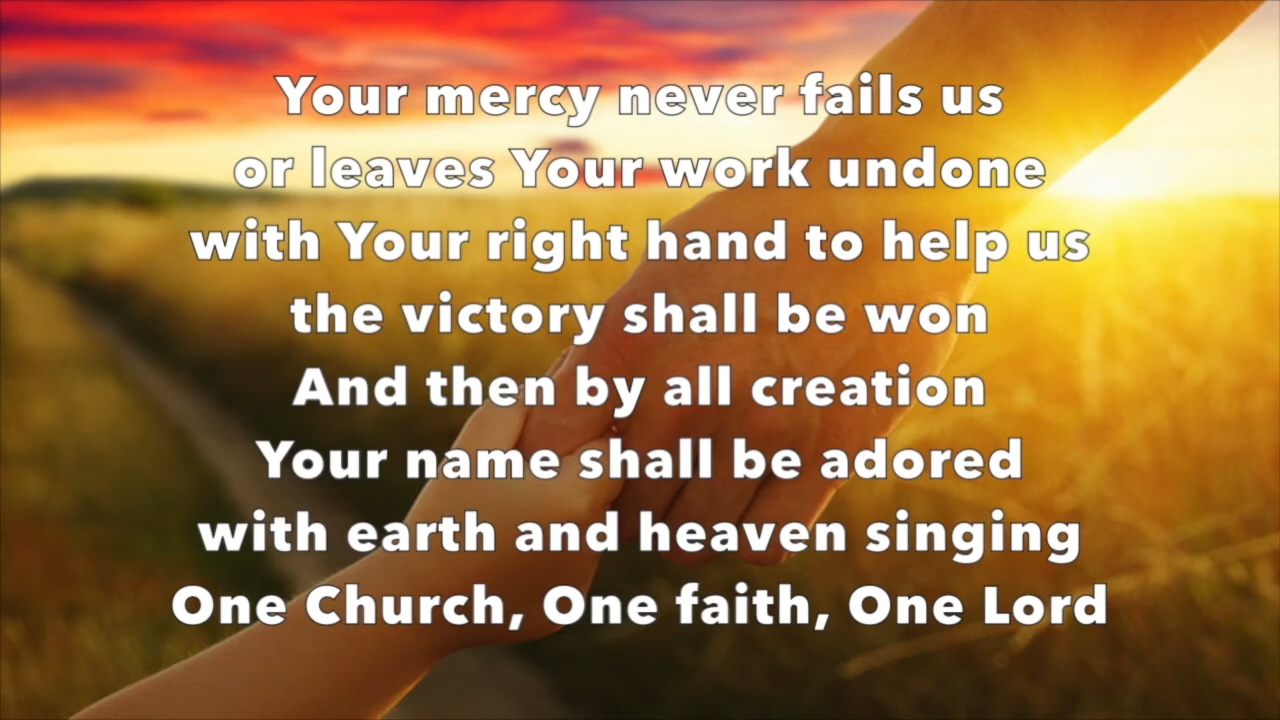 Your mercy never fails us
or leaves Your work undone
with Your right hand to help us
the victory shall be won
And then by all creation
Your name shall be adored
with earth and heaven singing
One Church, One faith, One Lord